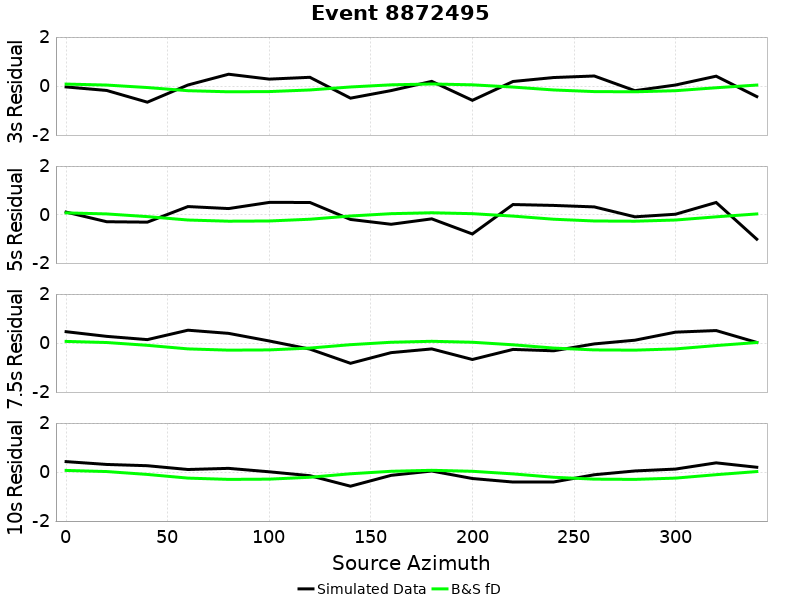 Event 8872495
3s Residual
2
0
-2
5s Residual
2
0
-2
7.5s Residual
2
0
-2
10s Residual
2
0
-2
0 50 100 150 200 250 300
Source Azimuth
Simulated Data B&S fD